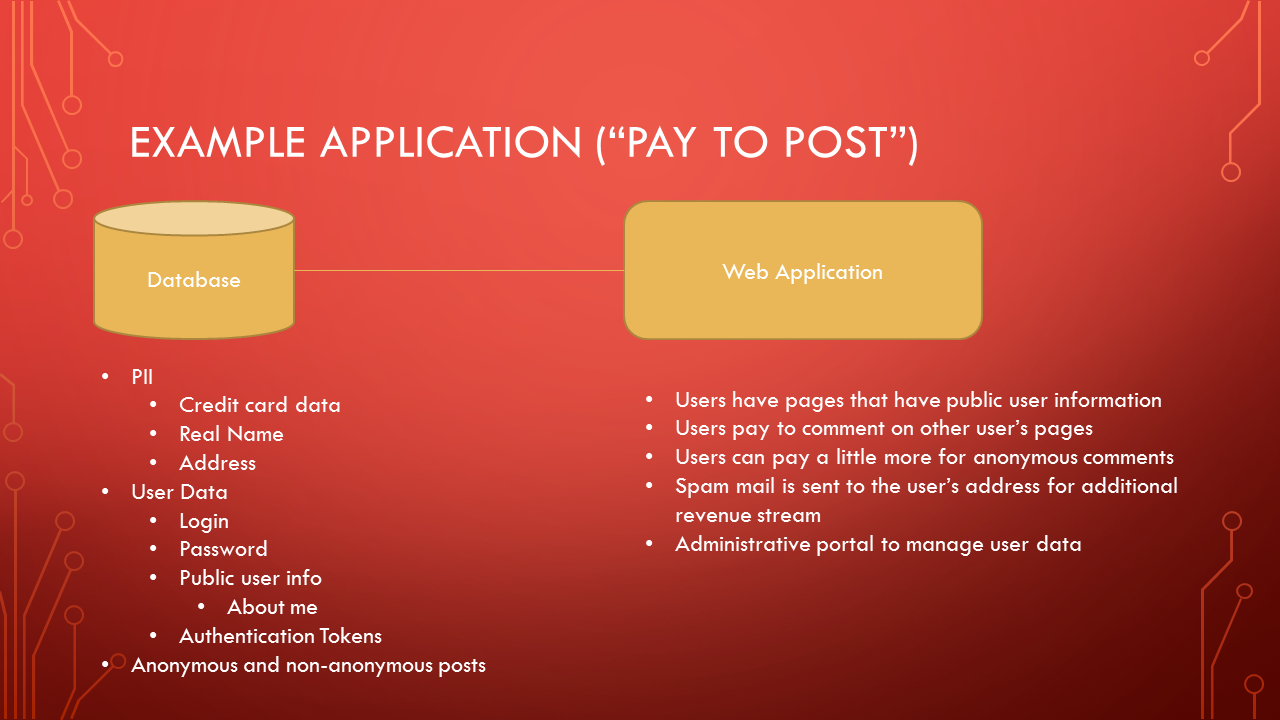 EXAMPLE APPLICATION (“PAY TO POST”)
Database
Web Application
• PII
• Credit card data
• Real Name
• Address
• User Data
• Login
• Password
• Public user info
• About me
• Authentication Tokens
• Anonymous and non-anonymous posts
• Users have pages that have public user information
• Users pay to comment on other user’s pages
• Users can pay a little more for anonymous comments
• Spam mail is sent to the user’s address for additional
revenue stream
• Administrative portal to manage user data